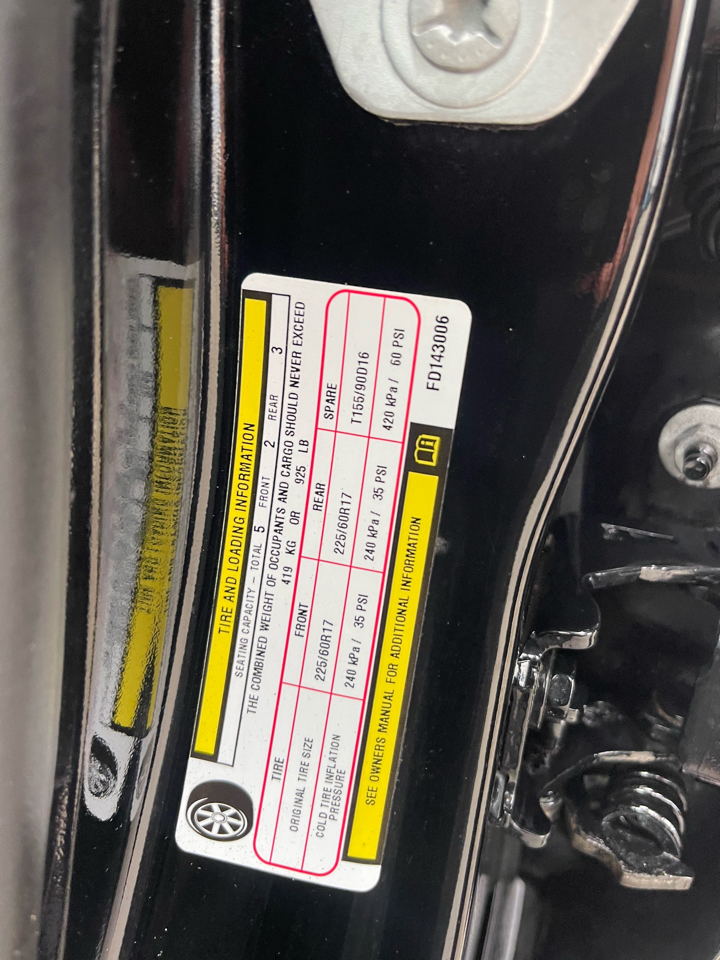 TIRE AND LOADING INFORMATION
SEATING CAPACITY – TOTAL 5 FRONT 2 REAR 3
THE COMBINED WEIGHT OF OCCUPANTS AND CARGO SHOULD NEVER EXCEED
419 KG OR 925 LB
TIRE FRONT REAR SPARE
ORIGINAL TIRE SIZE 225/60R17 225/60R17 T155/90D16
COLD TIRE INFLATION
PRESSURE 240 kPa / 35 PSI 240 kPa / 35 PSI 420 kPa / 60 PSI
SEE OWNERS MANUAL FOR ADDITIONAL INFORMATION
FD143006